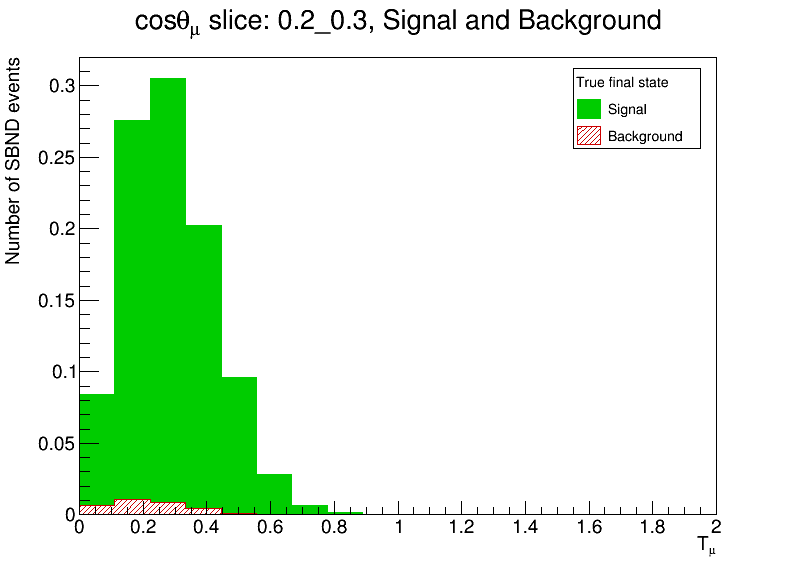 cosθμ slice: 0.2_0.3, Signal and Background
Number of SBND events
0.3
0.25
0.2
0.15
0.1
0.05
0
True final state
Signal
Background
0 0.2 0.4 0.6 0.8 1 1.2 1.4 1.6 1.8 2
Tμ